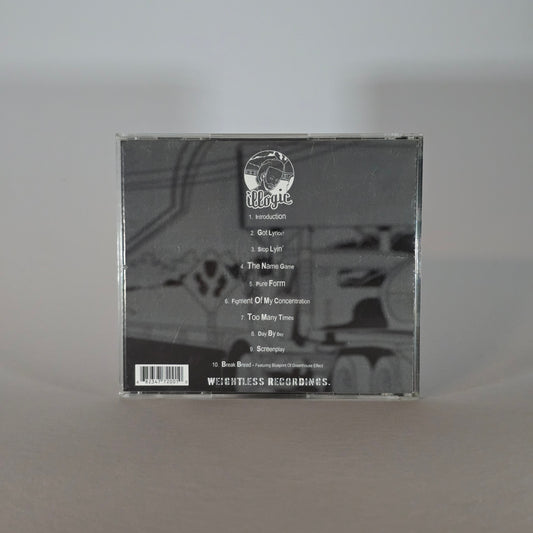 illogic
1. Introduction
2. Got Lyrics?
3. Stop Lyin'
4. The Name Game
5. Pure Form
6. Figment Of My Concentration
7. Too Many Times
8. Day By Day
9. Screenplay
10. Break Bread - Featuring Blueprint Of Greenhouse Effect
WEIGHTLESS RECORDINGS.